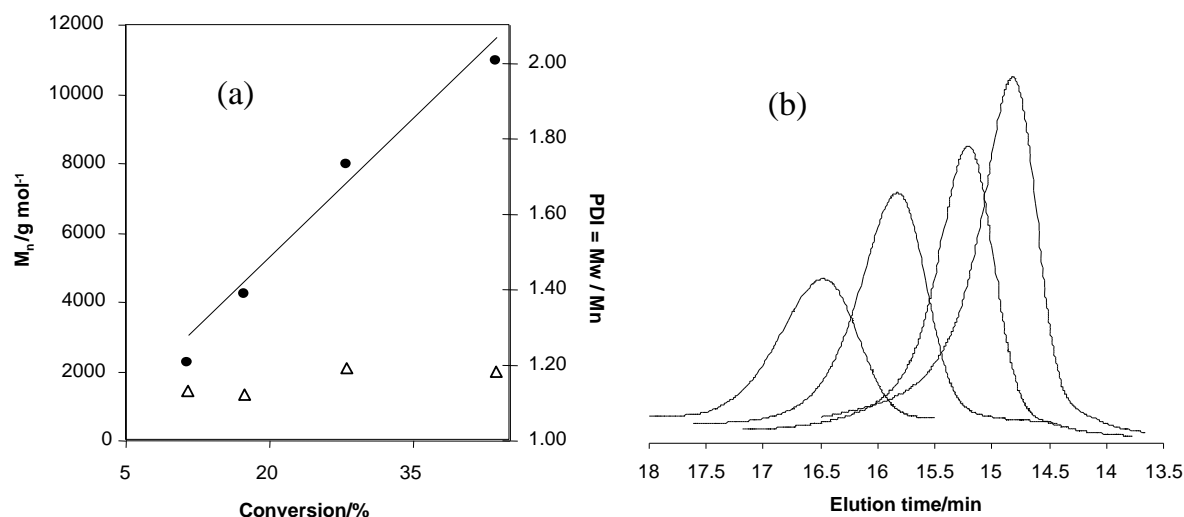 12000
10000
8000
6000
4000
2000
0
Mn/g mol-1
(a)
2.00
1.80
1.60
1.40
1.20
1.00
PDI = Mw / Mn
5 20 35
Conversion/%
(b)
18 17.5 17 16.5 16 15.5 15 14.5 14 13.5
Elution time/min